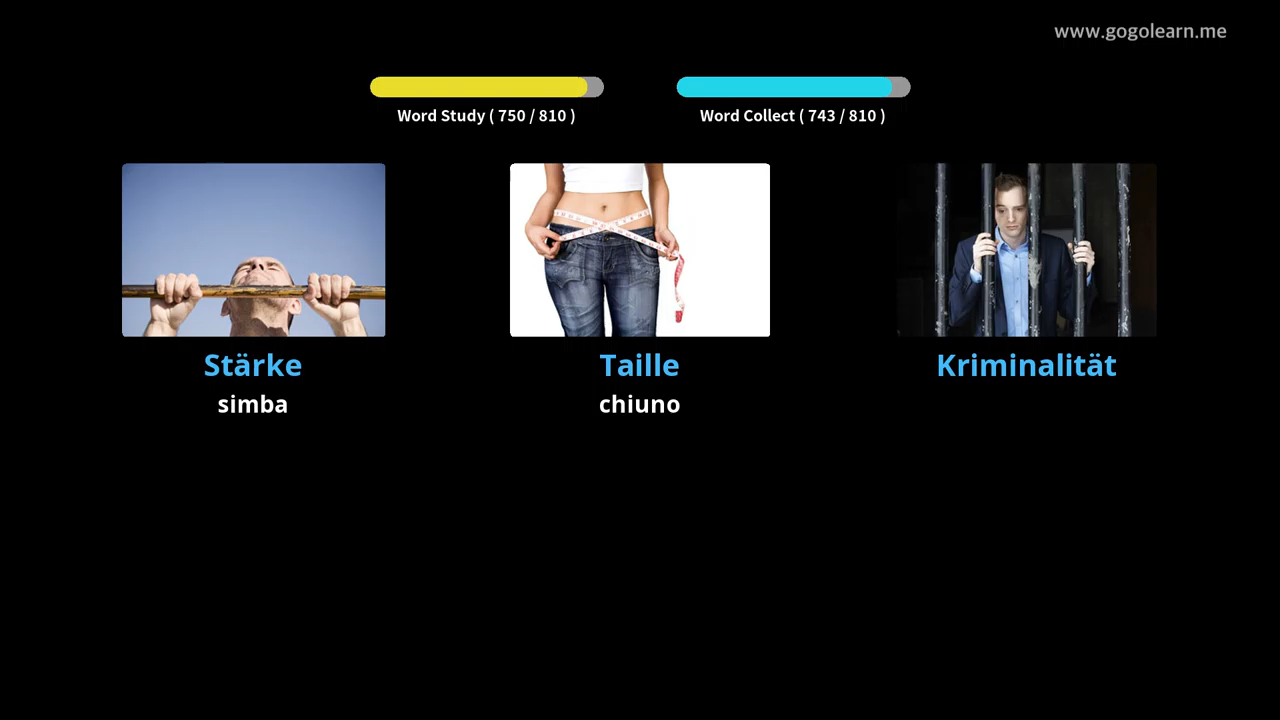 www.gogolearn.me
Word Study ( 750 / 810 )
Word Collect ( 743 / 810 )
Stärke
Taille
Kriminalität
simba
chiuno